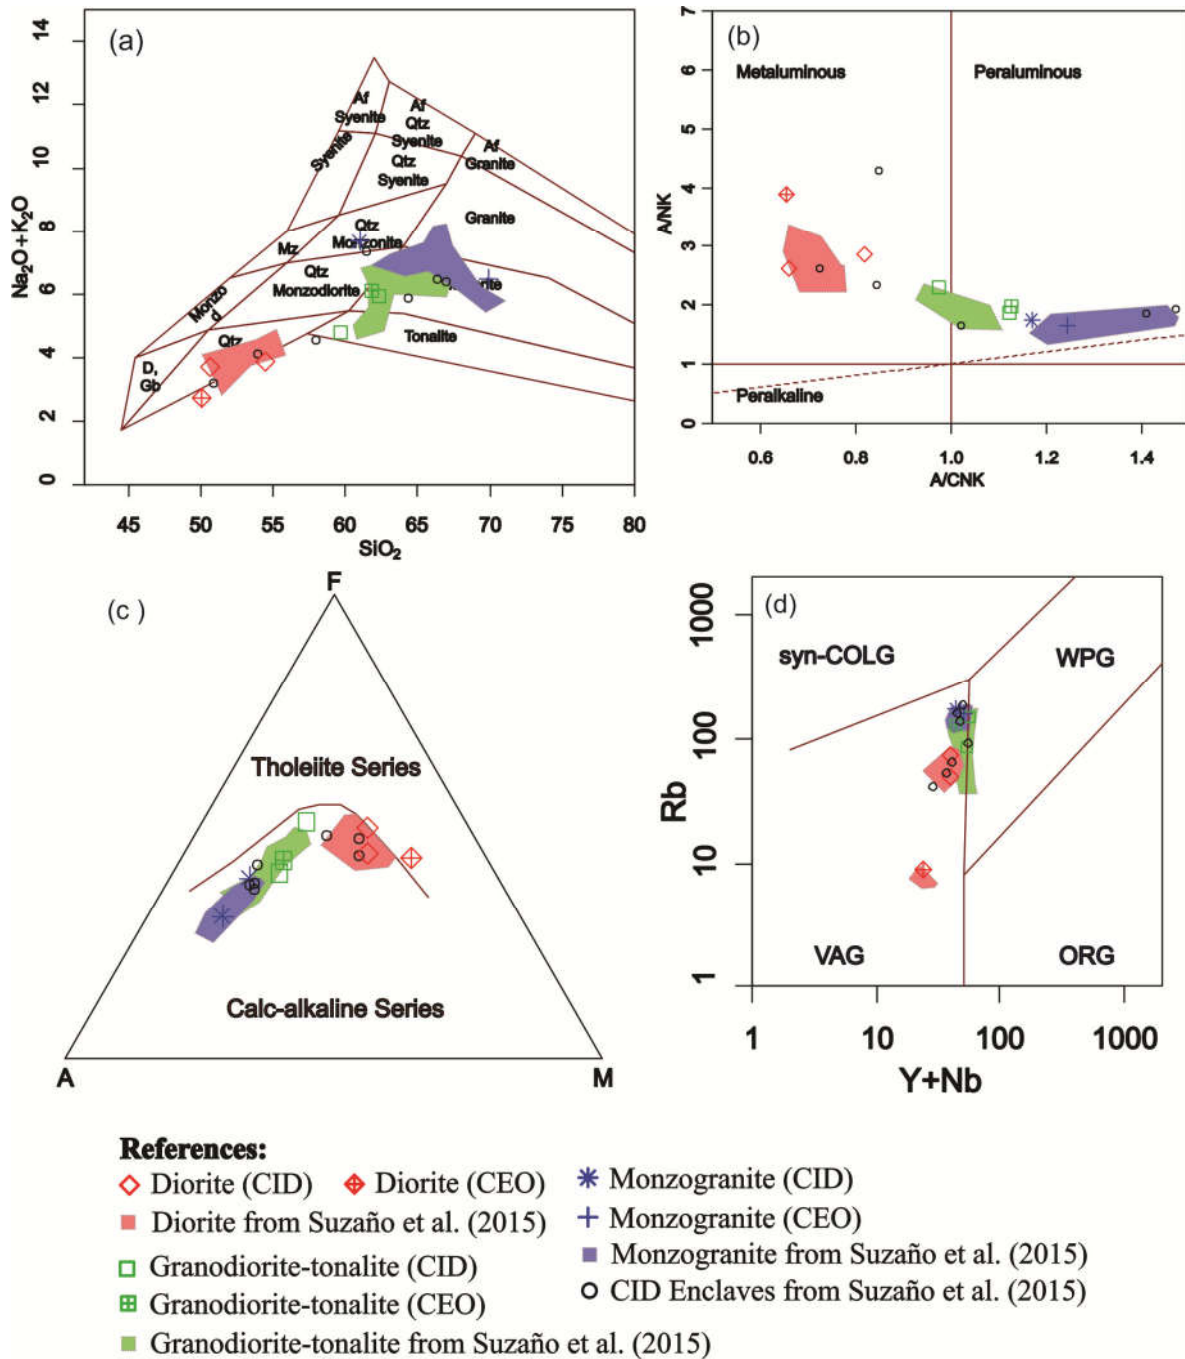 (a)
14
12
10
8
6
4
2
0
Na2O+K2O
Af
Syenite
Af
Qtz
Syenite
Syenite
Qtz
Syenite
Af
Granite
Granite
Qtz
Monzonite
Mz
Qtz
Monzodiorite
Monzo
d
Qtz
Tonalite
D,
Gb
45 50 55 60 65 70 75 80
SiO2
(b)
7
6
5
4
3
2
1
0
A/NK
Metaluminous Peraluminous
Peralkaline
0.6 0.8 1.0 1.2 1.4
A/CNK
(c )
F
Tholeiite Series
Calc-alkaline Series
A M
(d)
1000
100
10
1
Rb
syn-COLG WPG
VAG ORG
1 10 100 1000
Y+Nb
References:
Diorite (CID) Diorite (CEO)
Diorite from Suzaño et al. (2015)
Granodiorite-tonalite (CID)
Granodiorite-tonalite (CEO)
Granodiorite-tonalite from Suzaño et al. (2015)
Monzogranite (CID)
Monzogranite (CEO)
Monzogranite from Suzaño et al. (2015)
CID Enclaves from Suzaño et al. (2015)